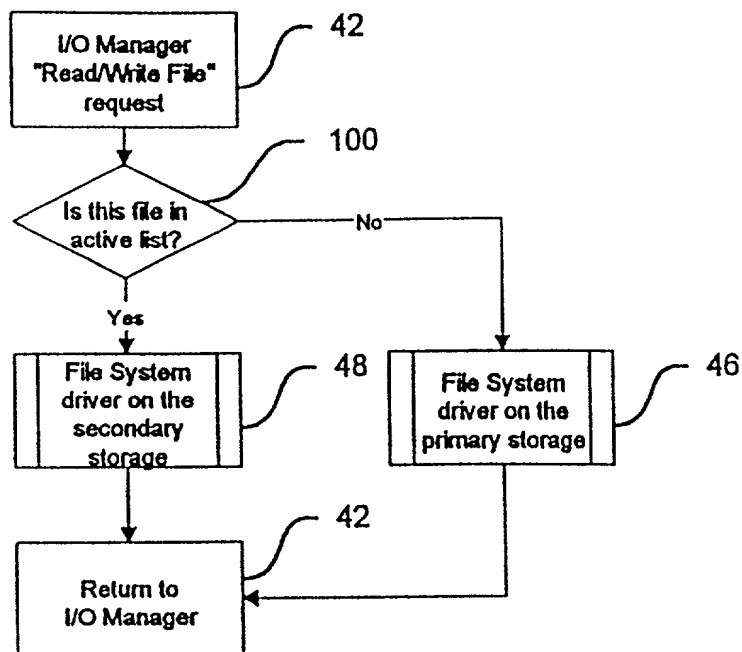 I/O Manager
"Read/Write File"
request
42
100
Is this file in
active list?
No
Yes
File System
driver on the
secondary
storage
48
File System
driver on the
primary storage
46
42
Return to
I/O Manager